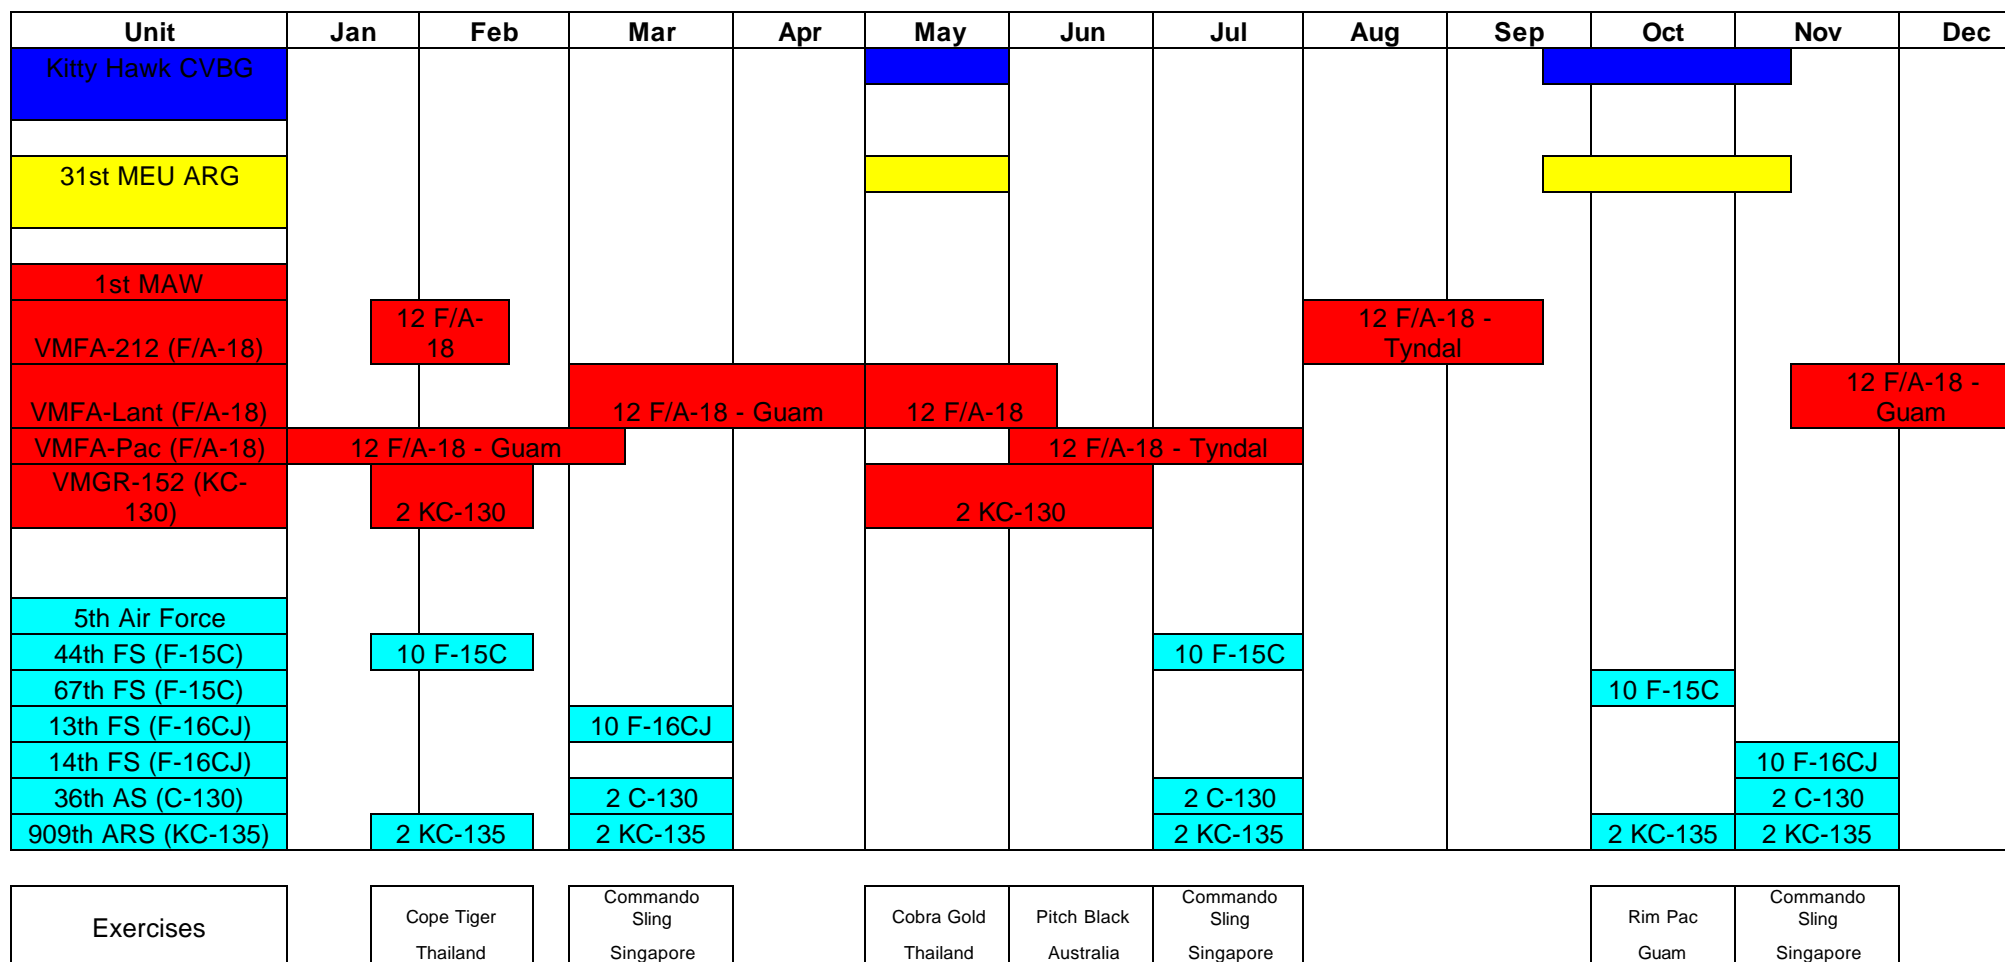 Unit Jan Feb Mar Apr May Jun Jul Aug Sep Oct Nov Dec
Kitty Hawk CVBG
31st MEU ARG
1st MAW
VMFA-212 (F/A-18) 12 F/A-
18 12 F/A-18 -
Tyndal
VMFA-Lant (F/A-18) 12 F/A-18 - Guam 12 F/A-18 12 F/A-18 -
Guam
VMFA-Pac (F/A-18) 12 F/A-18 - Guam 12 F/A-18 - Tyndal
VMGR-152 (KC-
130) 2 KC-130 2 KC-130
5th Air Force
44th FS (F-15C) 10 F-15C 10 F-15C
67th FS (F-15C) 10 F-15C
13th FS (F-16CJ) 10 F-16CJ
14th FS (F-16CJ) 10 F-16CJ
36th AS (C-130) 2 C-130 2 C-130 2 C-130
909th ARS (KC-135) 2 KC-135 2 KC-135 2 KC-135 2 KC-135 2 KC-135
Exercises
Cope Tiger
Thailand
Commando
Sling
Singapore
Cobra Gold
Thailand
Pitch Black
Australia
Commando
Sling
Singapore
Rim Pac
Guam
Commando
Sling
Singapore